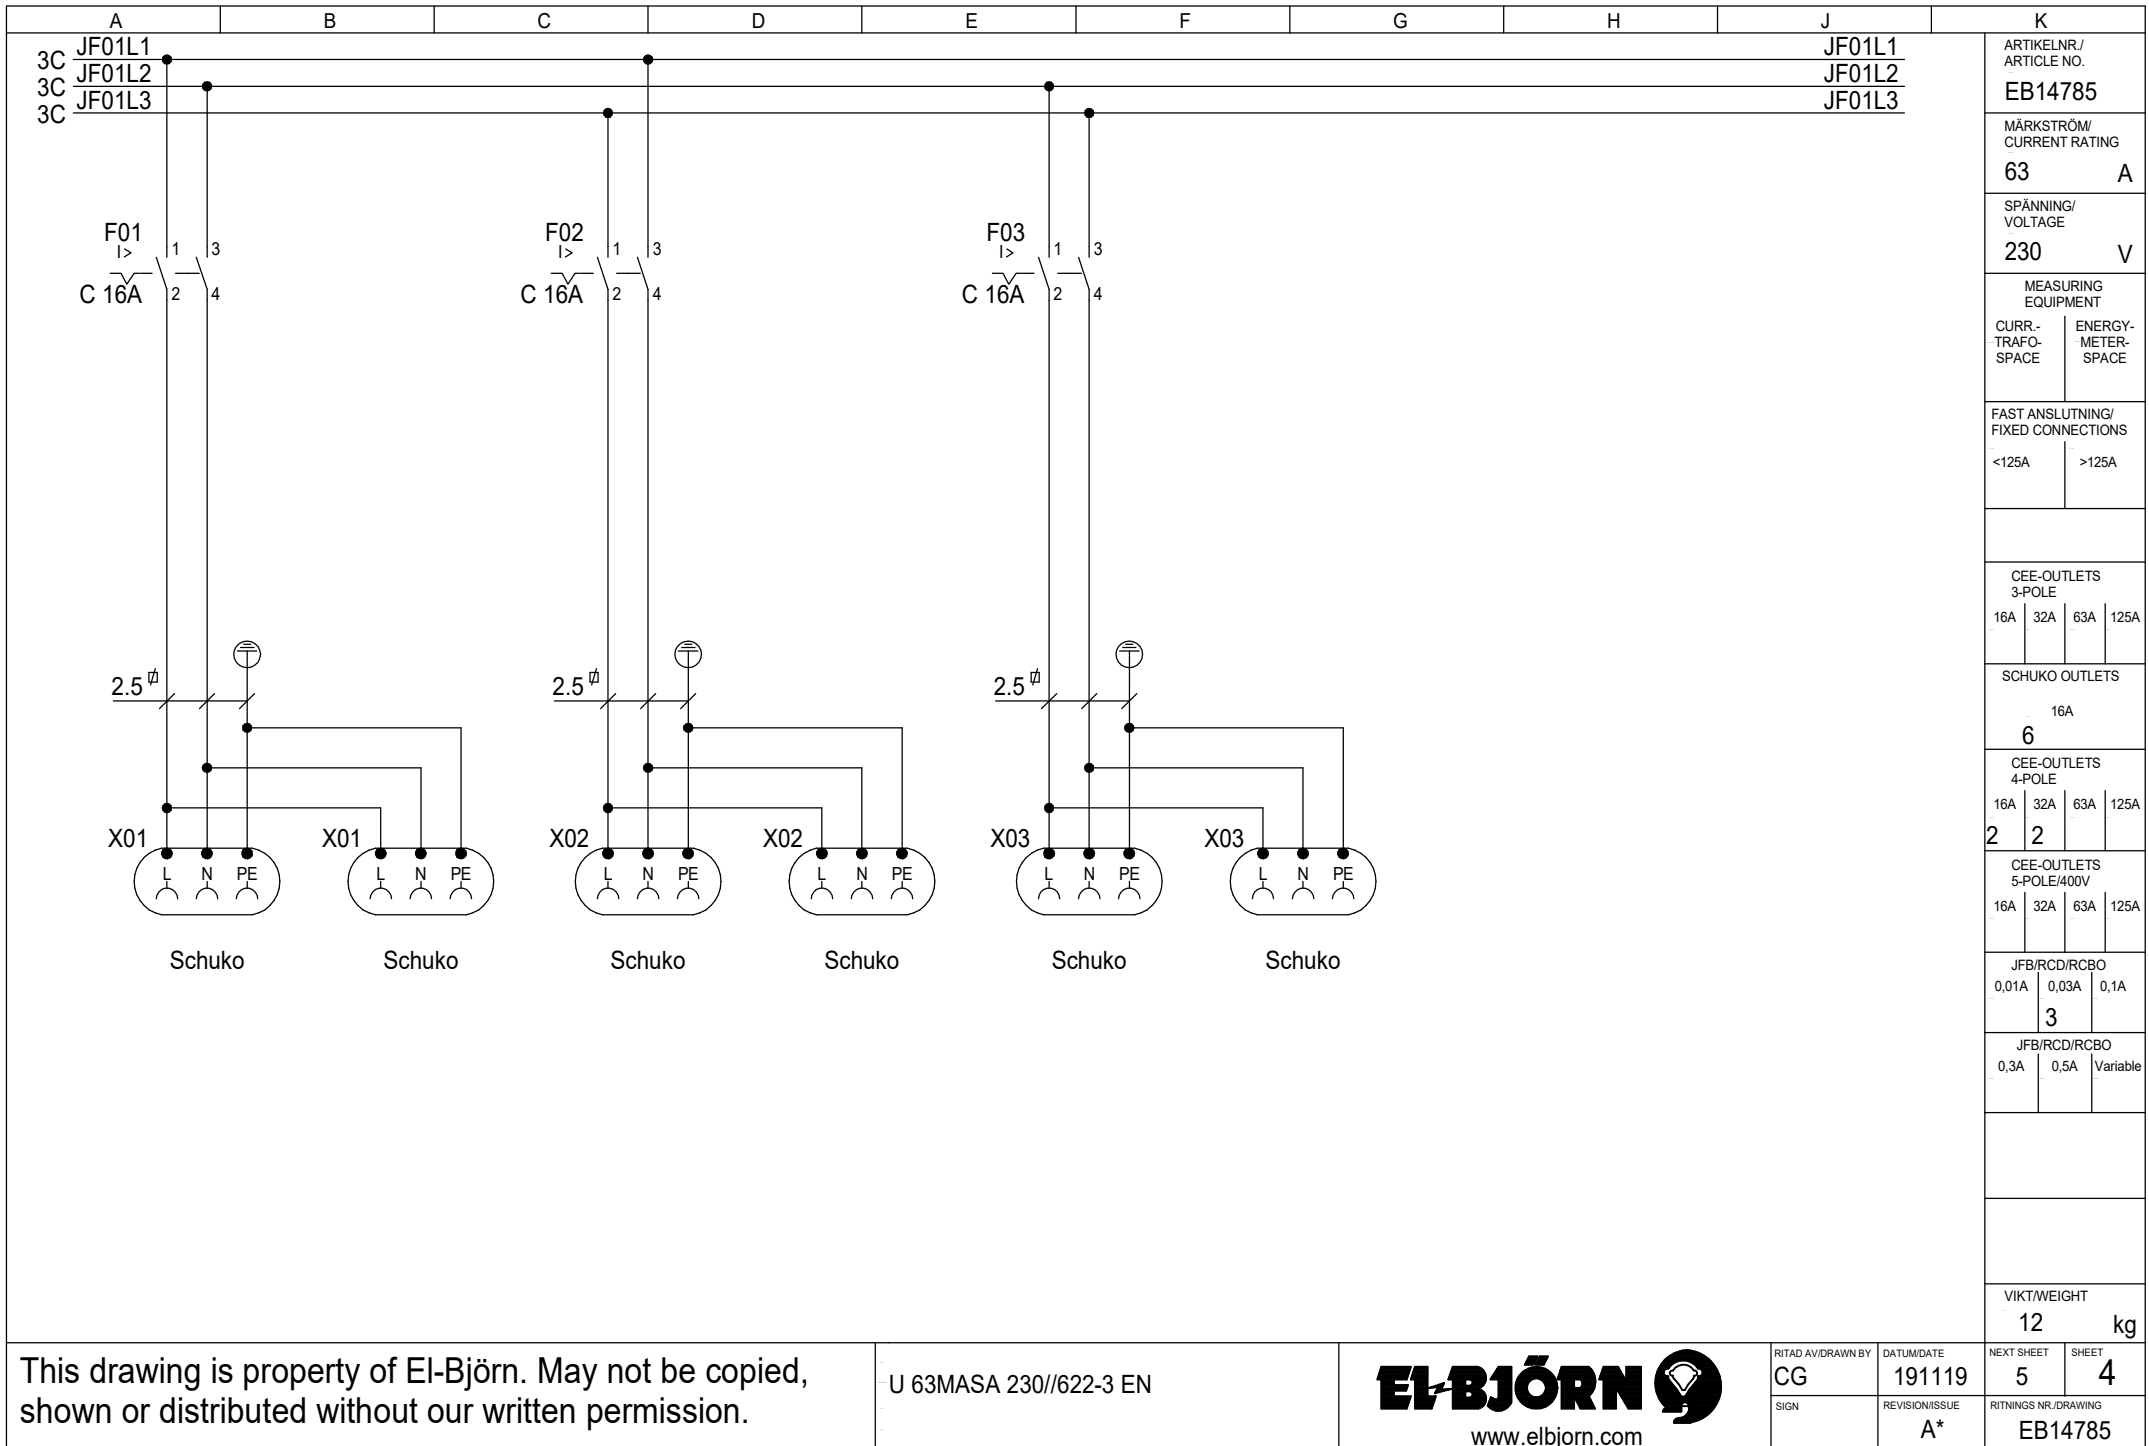 A B C D E F G H J K
JF01L1 JF01L1
3C
JF01L2 JF01L2
3C
JF01L3 JF01L3
3C
F01 F02 F03
I> I> I>
1 3 1 3 1 3
C 16A C 16A C 16A
2 4 2 4 2 4
2.5 2.5 2.5
X01 X01 X02 X02 X03 X03
L N PE L N PE L N PE L N PE L N PE L N PE
Schuko Schuko Schuko Schuko Schuko Schuko
ARTIKELNR./
ARTICLE NO.
EB14785
MÄRKSTRÖM/
CURRENT RATING
63 A
SPÄNNING/
VOLTAGE
230 V
MEASURING
EQUIPMENT
CURR.- ENERGY-
TRAFO- METER-
SPACE SPACE
FAST ANSLUTNING/
FIXED CONNECTIONS
<125A >125A
CEE-OUTLETS
3-POLE
16A 32A 63A 125A
SCHUKO OUTLETS
16A
6
CEE-OUTLETS
4-POLE
16A 32A 63A 125A
2 2
CEE-OUTLETS
5-POLE/400V
16A 32A 63A 125A
JFB/RCD/RCBO
0,01A 0,03A 0,1A
3
JFB/RCD/RCBO
0,3A 0,5A Variable
VIKT/WEIGHT
12 kg
This drawing is property of El-Björn. May not be copied,
shown or distributed without our written permission.
U 63MASA 230//622-3 EN
EL-BJÖRN
www.elbjorn.com
RITAD AV/DRAWN BY DATUM/DATE NEXT SHEET SHEET
CG 191119 5 4
SIGN REVISION/ISSUE RITNINGS NR./DRAWING
A* EB14785